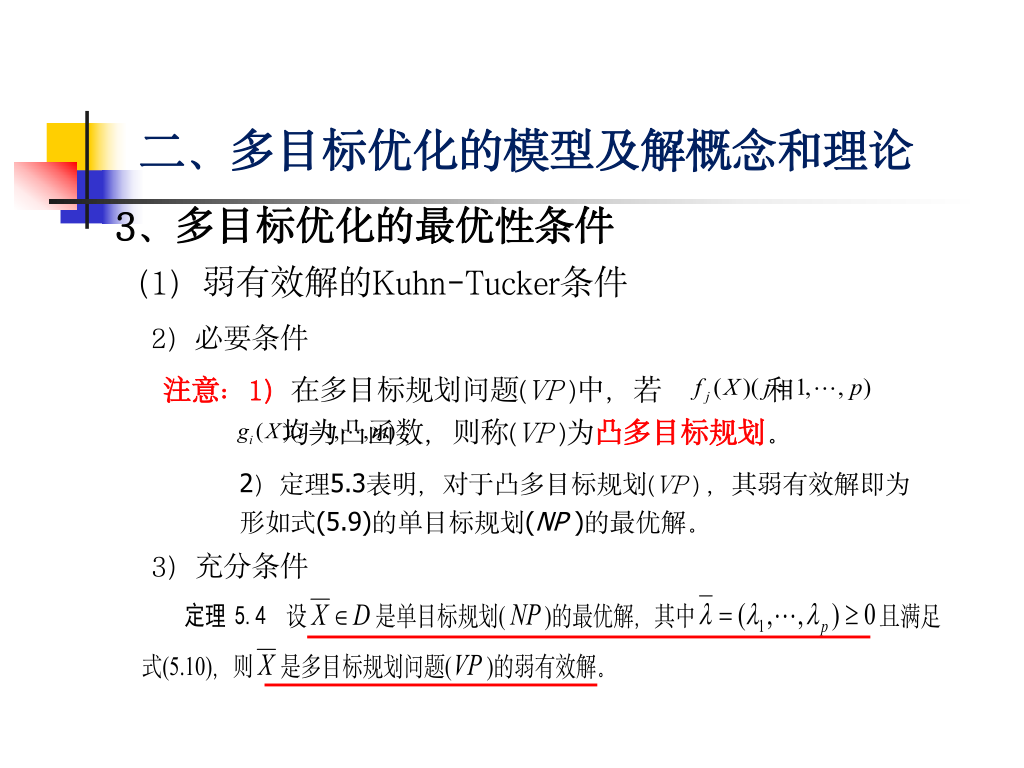 二、多目标优化的模型及解概念和理论
3、多目标优化的最优性条件
(1) 弱有效解的Kuhn-Tucker条件
2) 必要条件
注意：1) 在多目标规划问题(VP)中，若 f_j(X)(j=1,⋯,p) 和
g_i(X) 均为凸函数，则称(VP)为凸多目标规划。
2) 定理5.3表明，对于凸多目标规划(VP)，其弱有效解即为
形如式(5.9)的单目标规划(NP)的最优解。
3) 充分条件
定理 5.4 设 X̄ ∈ D 是单目标规划(NP)的最优解，其中 λ̄ = (λ₁,⋯,λ_p) ≥ 0 且满足
式(5.10)，则 X̄ 是多目标规划问题(VP)的弱有效解。